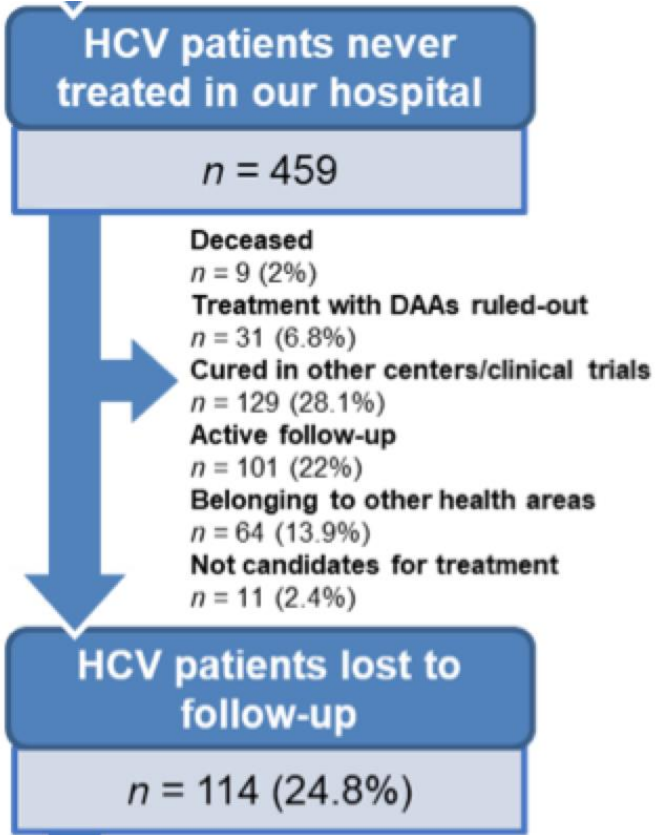 HCV patients never
treated in our hospital
n = 459
Deceased
n = 9 (2%)
Treatment with DAAs ruled-out
n = 31 (6.8%)
Cured in other centers/clinical trials
n = 129 (28.1%)
Active follow-up
n = 101 (22%)
Belonging to other health areas
n = 64 (13.9%)
Not candidates for treatment
n = 11 (2.4%)
HCV patients lost to
follow-up
n = 114 (24.8%)